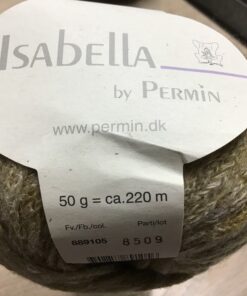 Isabella
by Permin
www.permin.dk
50 g = ca.220 m
Fv./Fb./col. Parti/lot
889105 8509